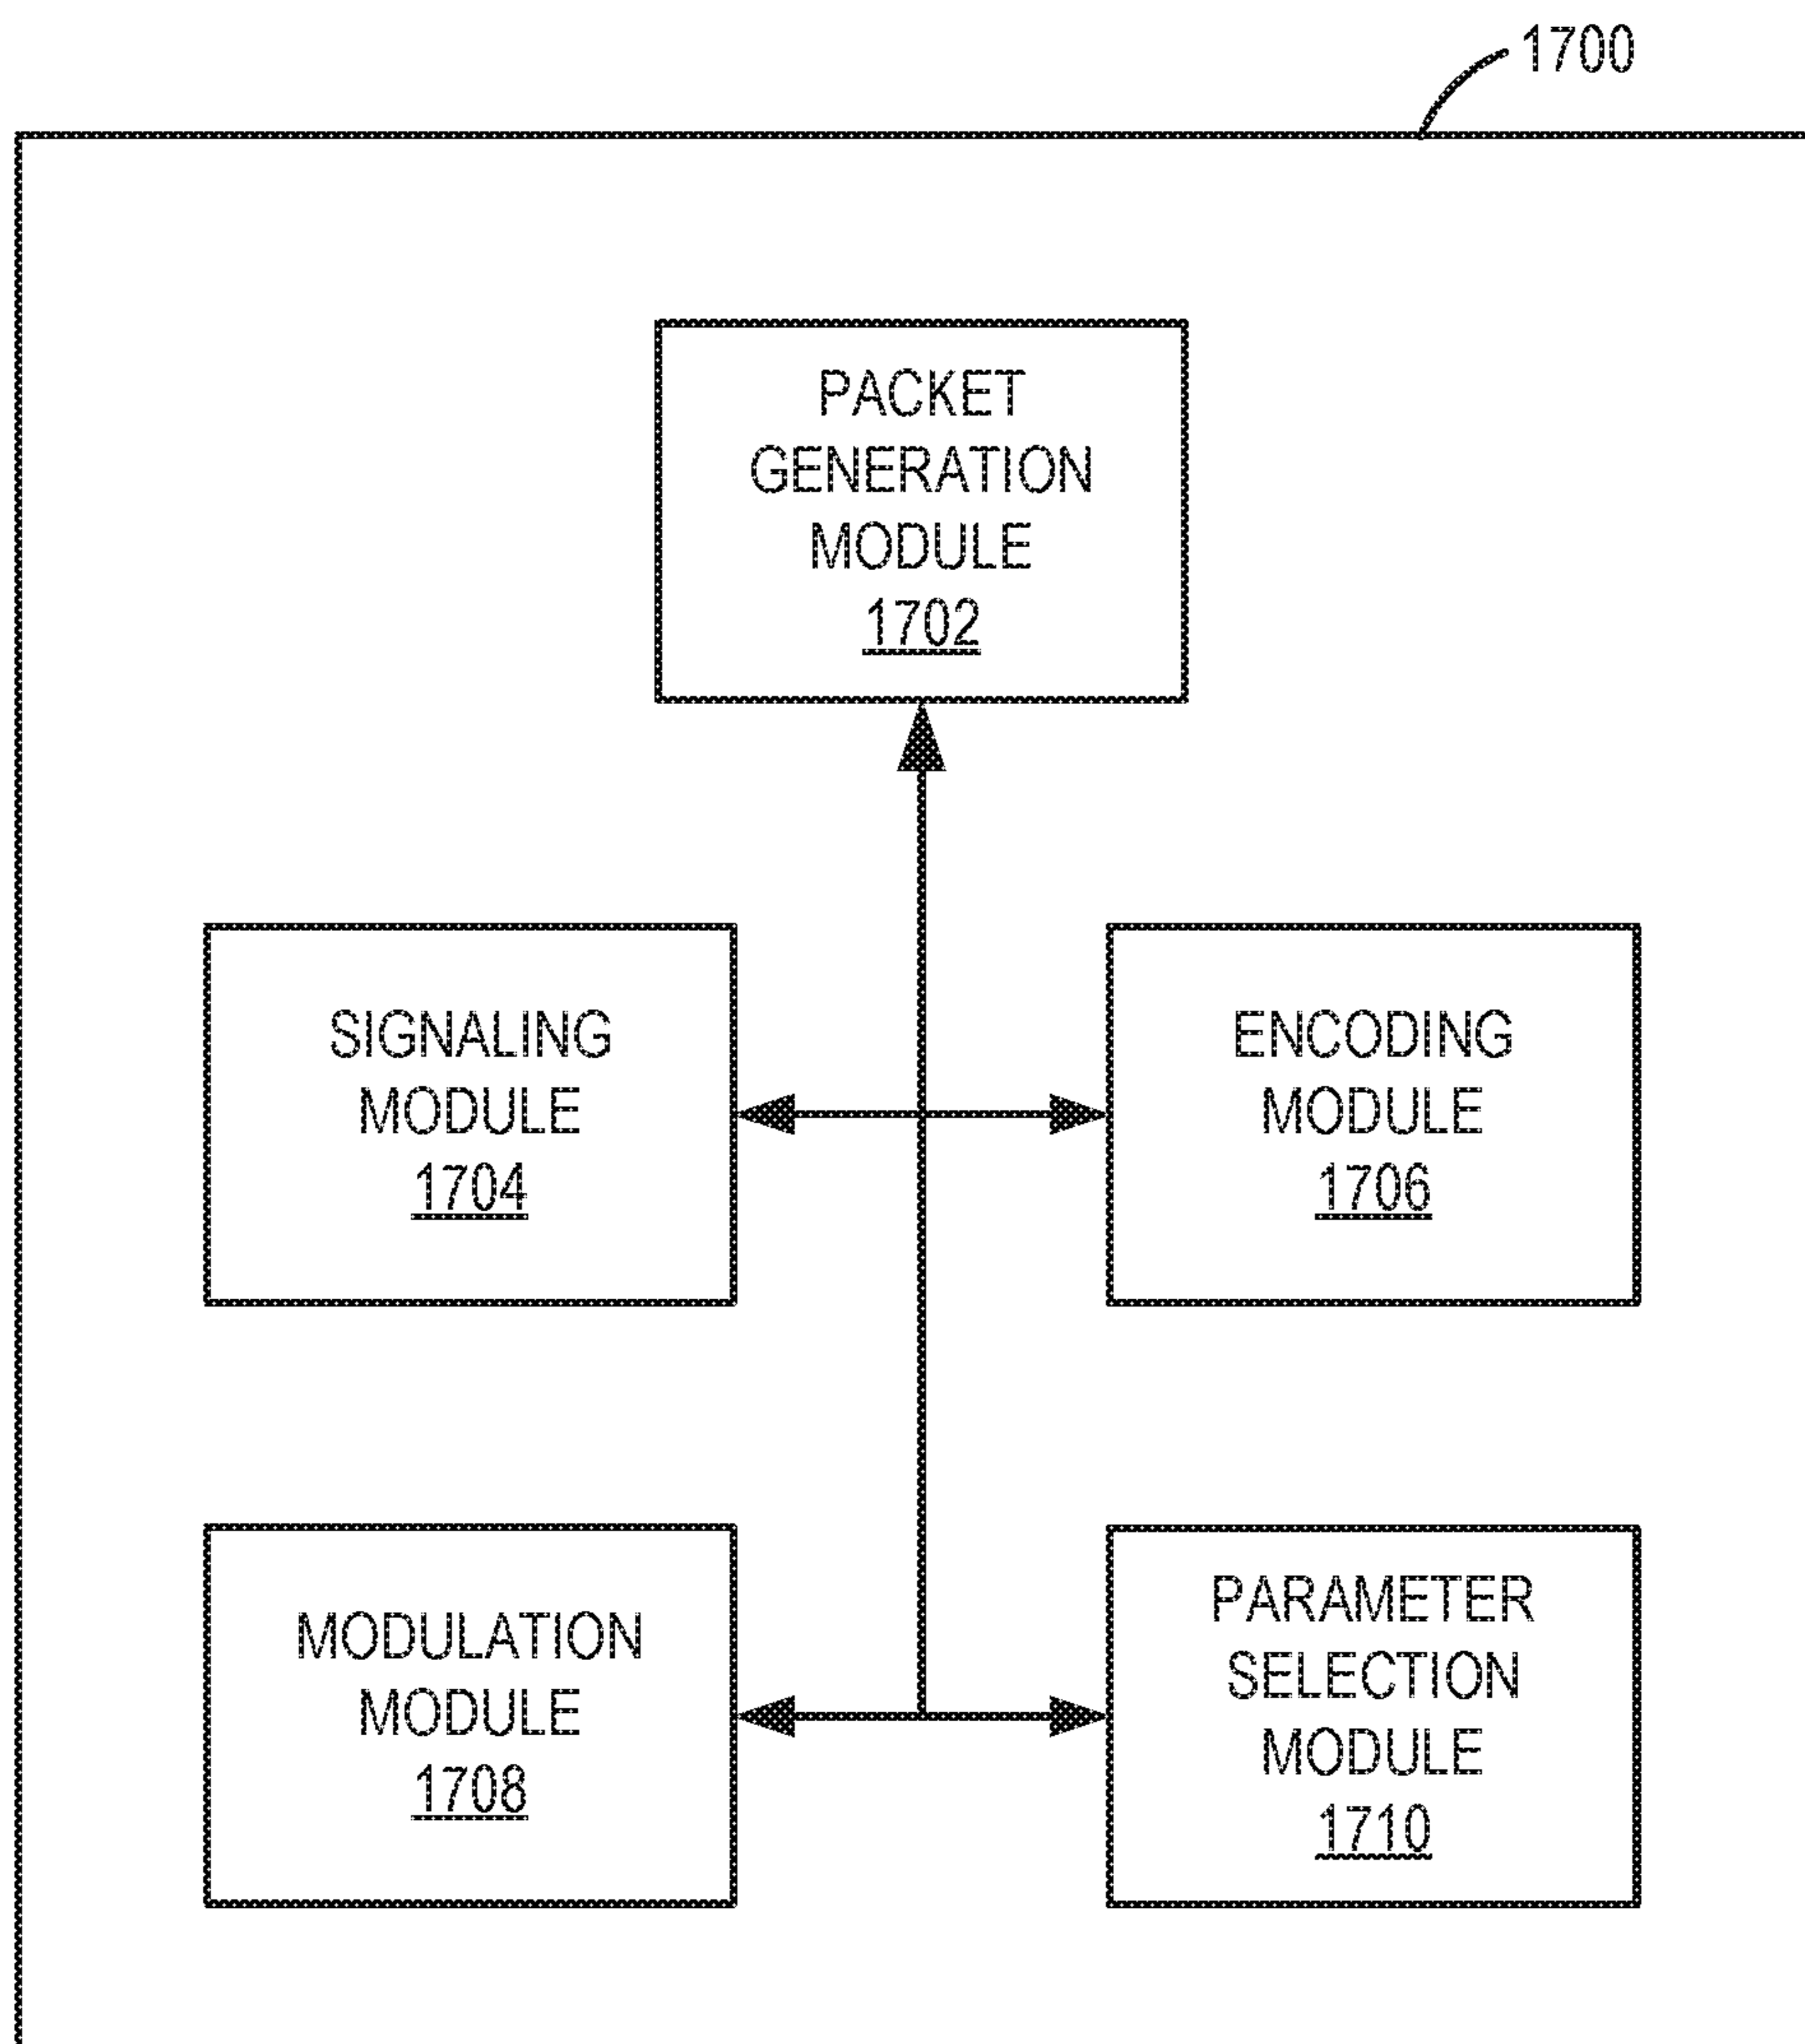 1700
PACKET
GENERATION
MODULE
1702
SIGNALING
MODULE
1704
ENCODING
MODULE
1706
MODULATION
MODULE
1708
PARAMETER
SELECTION
MODULE
1710